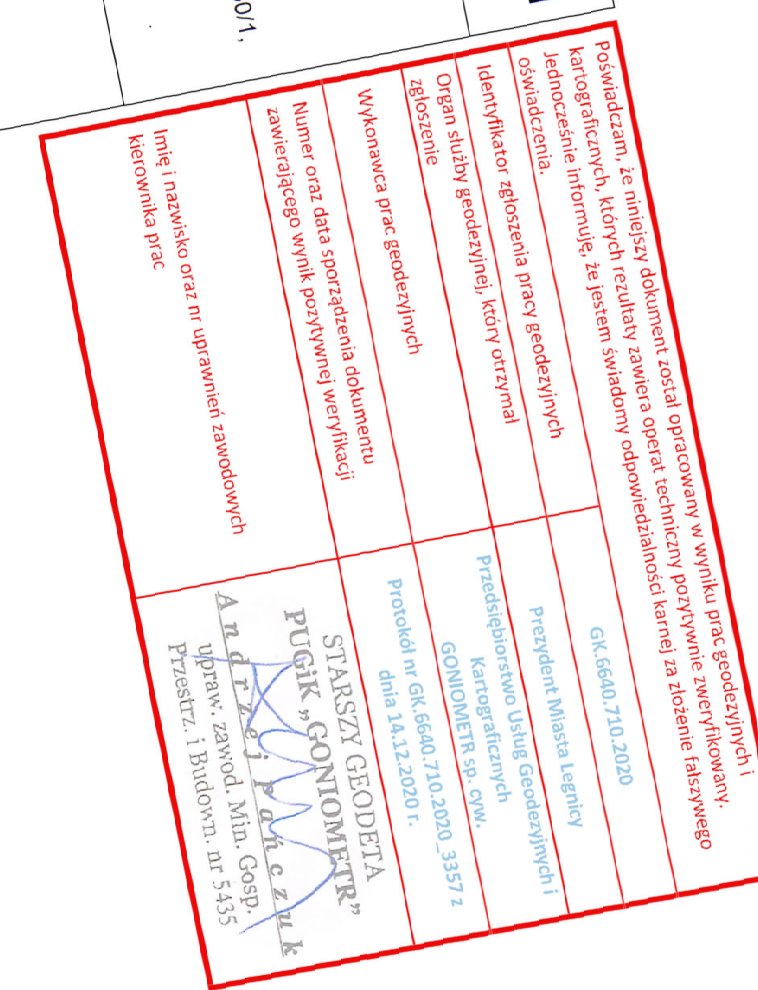 0/1,
Poświadczam, że niniejszy dokument został opracowany w wyniku prac geodezyjnych i
kartograficznych, których rezultaty zawiera operat techniczny pozytywnie zweryfikowany.
Jednocześnie informuję, że jestem świadomy odpowiedzialności karnej za złożenie fałszywego
oświadczenia.
Identyfikator zgłoszenia pracy geodezyjnych
GK.6640.710.2020
Organ służby geodezyjnej, który otrzymał
zgłoszenie
Prezydent Miasta Legnicy
Wykonawca prac geodezyjnych
Przedsiębiorstwo Usług Geodezyjnych i
Kartograficznych
GONIOMETR sp. cyw.
Numer oraz data sporządzenia dokumentu
zawierającego wynik pozytywnej weryfikacji
Protokół nr GK.6640.710.2020_3357 z
dnia 14.12.2020 r.
Imię i nazwisko oraz nr uprawnień zawodowych
kierownika prac
STARSZY GEODETA
PUGiK „GONIOMETR”
Andrzej Pańczuk
upraw. zawod. Min. Gosp.
Przestrz. i Budown. nr 5435